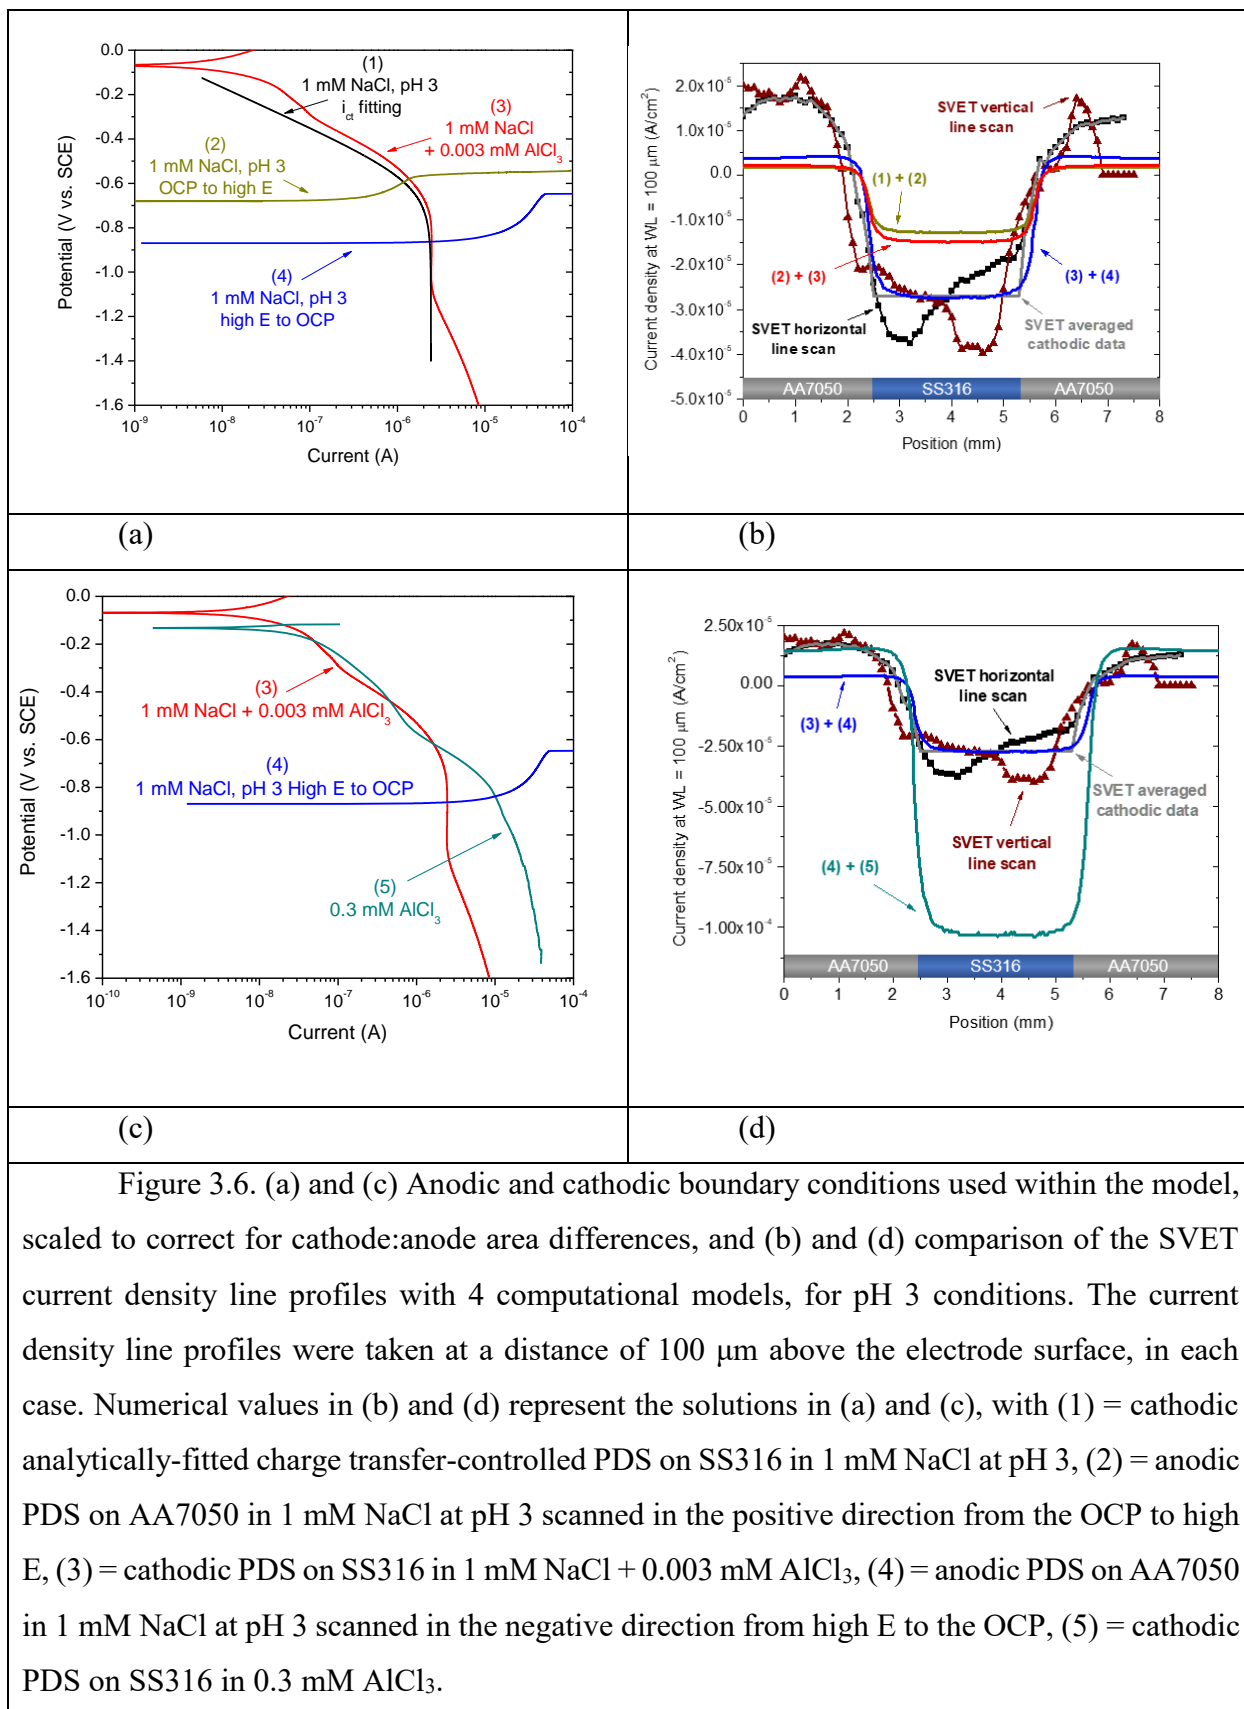 0.0
-0.2
-0.4
-0.6
-0.8
-1.0
-1.2
-1.4
-1.6
Potential (V vs. SCE)
(1)
1 mM NaCl, pH 3
i_ct fitting
(3)
1 mM NaCl
+ 0.003 mM AlCl₃
(2)
1 mM NaCl, pH 3
OCP to high E
(4)
1 mM NaCl, pH 3
high E to OCP
10⁻⁹ 10⁻⁸ 10⁻⁷ 10⁻⁶ 10⁻⁵ 10⁻⁴
Current (A)
2.0x10⁻⁵
1.0x10⁻⁵
0.0
-1.0x10⁻⁵
-2.0x10⁻⁵
-3.0x10⁻⁵
-4.0x10⁻⁵
-5.0x10⁻⁵
Current density at WL = 100 µm (A/cm²)
SVET vertical
line scan
(1) + (2)
(2) + (3)
(3) + (4)
SVET horizontal
line scan
SVET averaged
cathodic data
AA7050 SS316 AA7050
0 1 2 3 4 5 6 7 8
Position (mm)
(a)
(b)
0.0
-0.2
-0.4
-0.6
-0.8
-1.0
-1.2
-1.4
-1.6
Potential (V vs. SCE)
(3)
1 mM NaCl + 0.003 mM AlCl₃
(4)
1 mM NaCl, pH 3 High E to OCP
(5)
0.3 mM AlCl₃
10⁻¹⁰ 10⁻⁹ 10⁻⁸ 10⁻⁷ 10⁻⁶ 10⁻⁵ 10⁻⁴
Current (A)
2.50x10⁻⁵
0.00
-2.50x10⁻⁵
-5.00x10⁻⁵
-7.50x10⁻⁵
-1.00x10⁻⁴
Current density at WL = 100 µm (A/cm²)
SVET horizontal
line scan
(3) + (4)
SVET averaged
cathodic data
SVET vertical
line scan
(4) + (5)
AA7050 SS316 AA7050
0 1 2 3 4 5 6 7 8
Position (mm)
(c)
(d)
Figure 3.6. (a) and (c) Anodic and cathodic boundary conditions used within the model,
scaled to correct for cathode:anode area differences, and (b) and (d) comparison of the SVET
current density line profiles with 4 computational models, for pH 3 conditions. The current
density line profiles were taken at a distance of 100 µm above the electrode surface, in each
case. Numerical values in (b) and (d) represent the solutions in (a) and (c), with (1) = cathodic
analytically-fitted charge transfer-controlled PDS on SS316 in 1 mM NaCl at pH 3, (2) = anodic
PDS on AA7050 in 1 mM NaCl at pH 3 scanned in the positive direction from the OCP to high
E, (3) = cathodic PDS on SS316 in 1 mM NaCl + 0.003 mM AlCl₃, (4) = anodic PDS on AA7050
in 1 mM NaCl at pH 3 scanned in the negative direction from high E to the OCP, (5) = cathodic
PDS on SS316 in 0.3 mM AlCl₃.